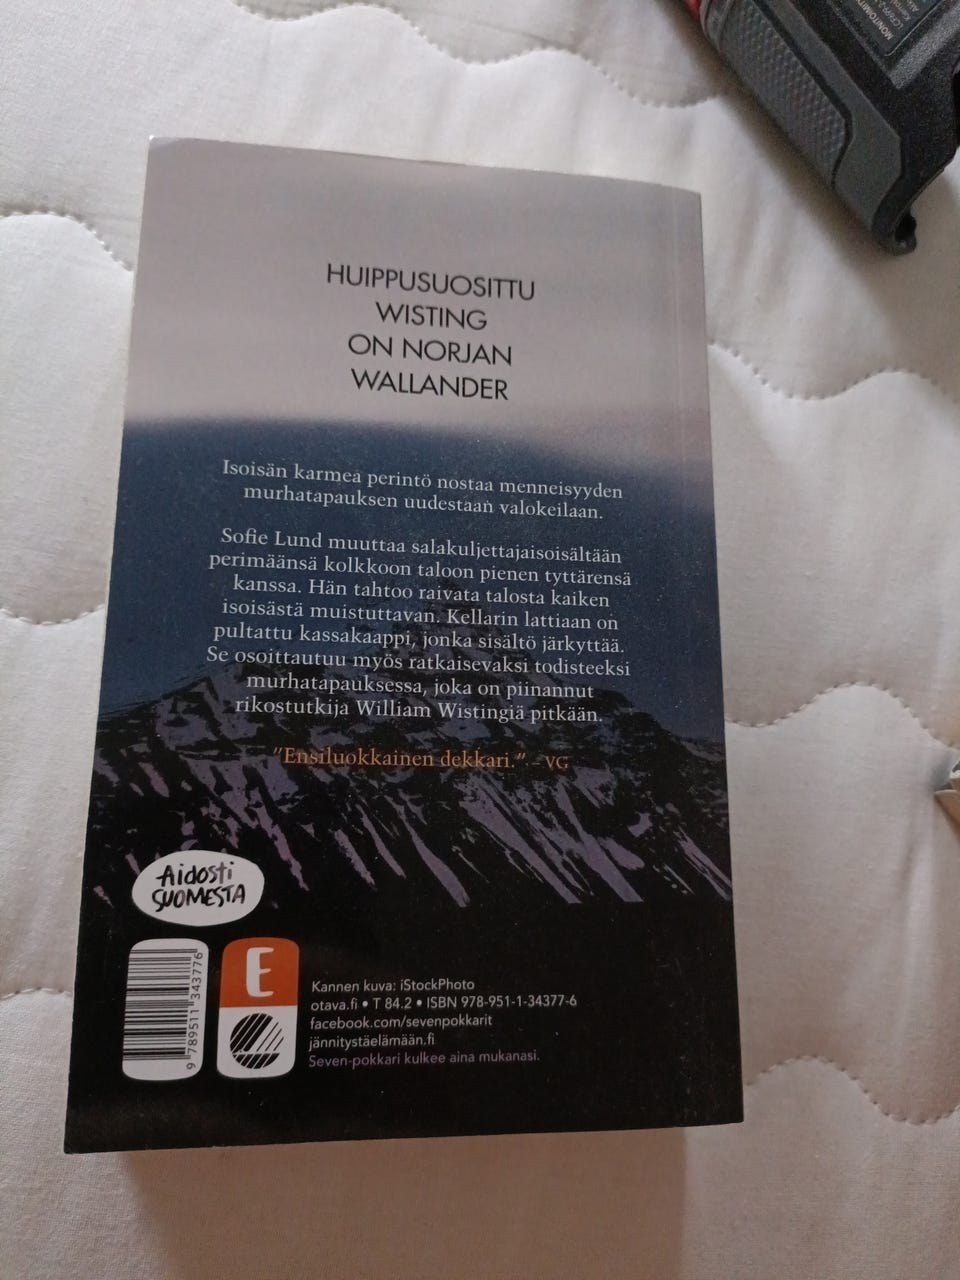 MONITOIMITY
HUIPPUSUOSITTU
WISTING
ON NORJAN
WALLANDER
Isoisän karmea perintö nostaa menneisyyden
murhatapauksen uudestaan valokeilaan.
Sofie Lund muuttaa salakuljettajaisoisältään
perimäänsä kolkkoon taloon pienen tyttärensä
kanssa. Hän tahtoo raivata talosta kaiken
isoisästä muistuttavan. Kellarin lattiaan on
pultattu kassakaappi, jonka sisältö järkyttää.
Se osoittautuu myös ratkaisevaksi todisteeksi
murhatapauksessa, joka on piinannut
rikostutkija William Wistingiä pitkään.
”Ensiluokkainen dekkari.” – VG
Aidosti
SUOMESTA
9 789511 343776
E
Kannen kuva: iStockPhoto
otava.fi • T 84.2 • ISBN 978-951-1-34377-6
facebook.com/sevenpokkarit
jännitystäelämään.fi
Seven-pokkari kulkee aina mukanasi.